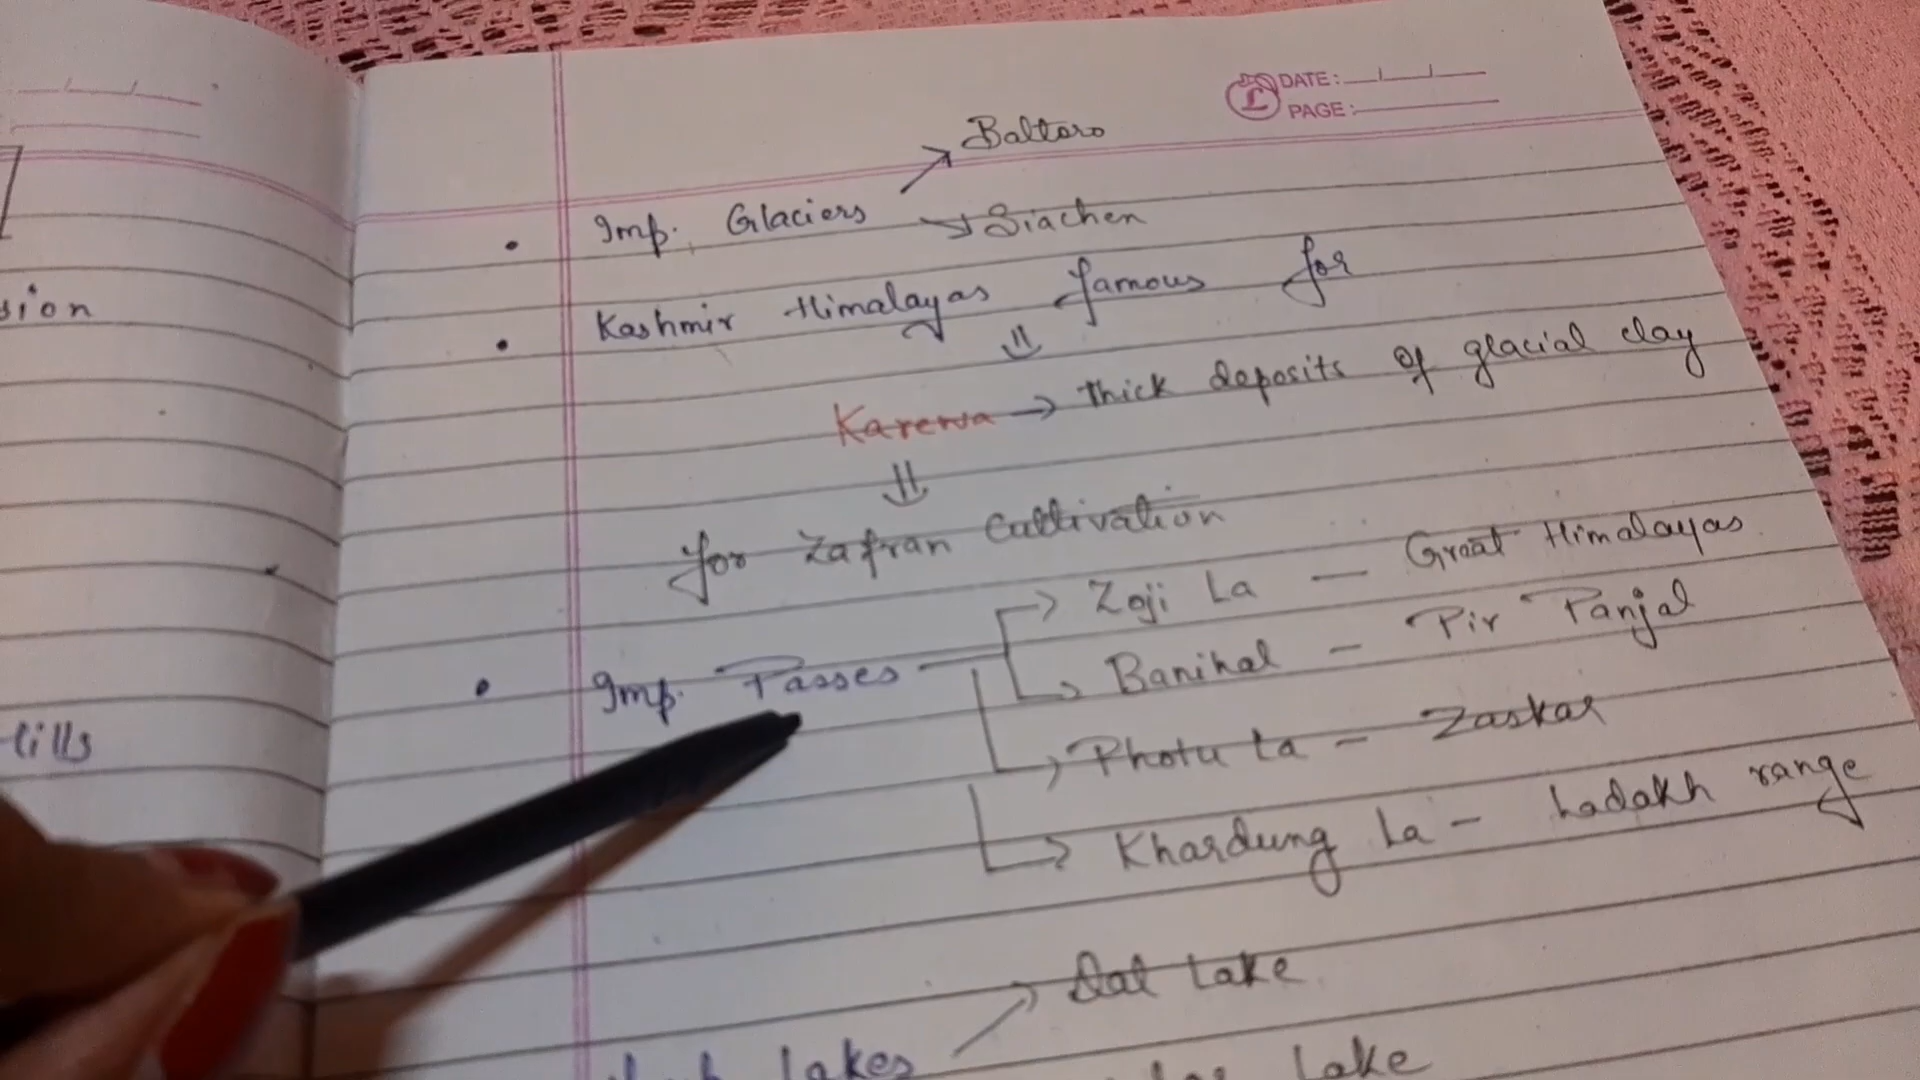 DATE:
PAGE:
sion
lills
Baltoro
Imp. Glaciers
Siachen
Kashmir Himalayas famous for
Karewa → thick deposits of glacial clay
for Zafran Cultivation
Zoji La — Great Himalayas
Imp. Passes
Banihal - Pir Panjal
Photu La - Zaskar
Khardung La - Ladakh range
Dal Lake
Lakes
Lake